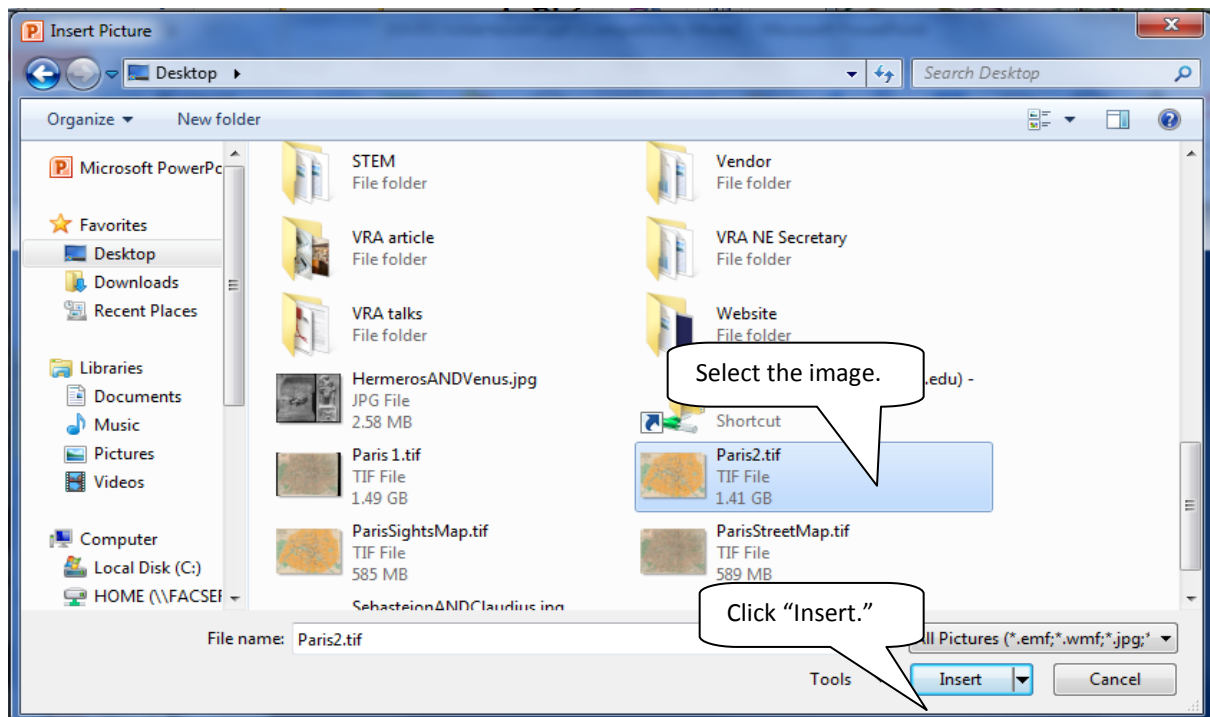 Insert Picture
Desktop
Search Desktop
Organize
New folder
Microsoft PowerPc
Favorites
Desktop
Downloads
Recent Places
Libraries
Documents
Music
Pictures
Videos
Computer
Local Disk (C:)
HOME (\\FACSEF
STEM
File folder
Vendor
File folder
VRA article
File folder
VRA NE Secretary
File folder
VRA talks
File folder
Website
File folder
HermerosANDVenus.jpg
JPG File
2.58 MB
Select the image.
.edu) -
Shortcut
Paris 1.tif
TIF File
1.49 GB
Paris2.tif
TIF File
1.41 GB
ParisSightsMap.tif
TIF File
585 MB
ParisStreetMap.tif
TIF File
589 MB
SebasteionANDClaudius.jpg
Click “Insert.”
File name: Paris2.tif
All Pictures (*.emf;*.wmf;*.jpg;*
Tools
Insert
Cancel